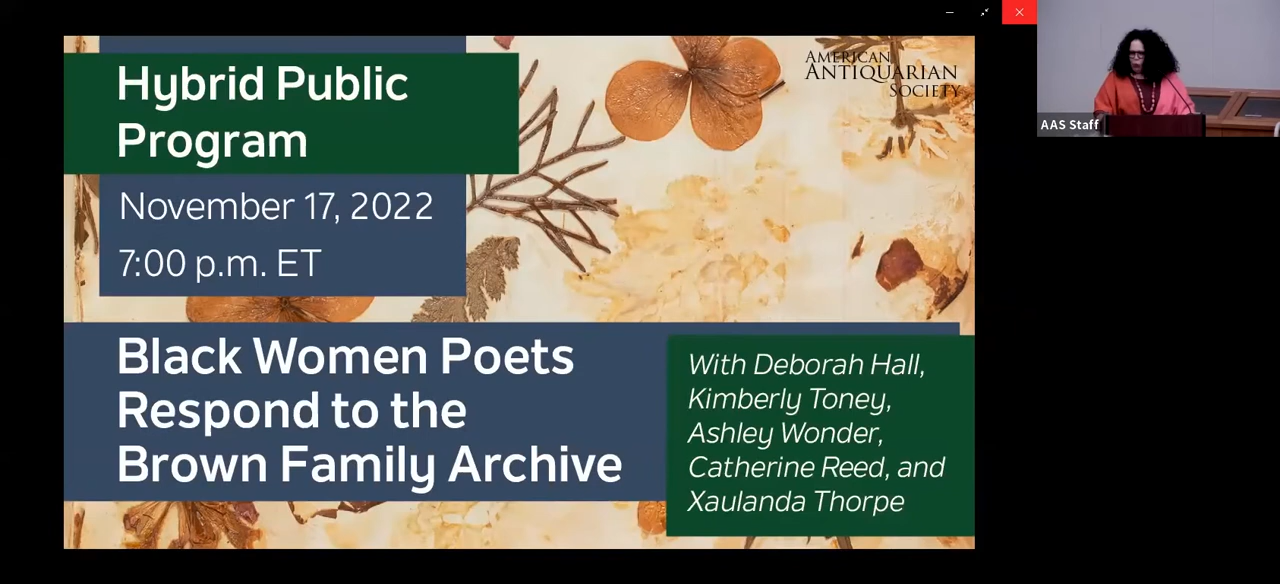 Hybrid Public
Program
AMERICAN
ANTIQUARIAN
SOCIETY
November 17, 2022
7:00 p.m. ET
Black Women Poets
Respond to the
Brown Family Archive
With Deborah Hall,
Kimberly Toney,
Ashley Wonder,
Catherine Reed, and
Xaulanda Thorpe
AAS Staff